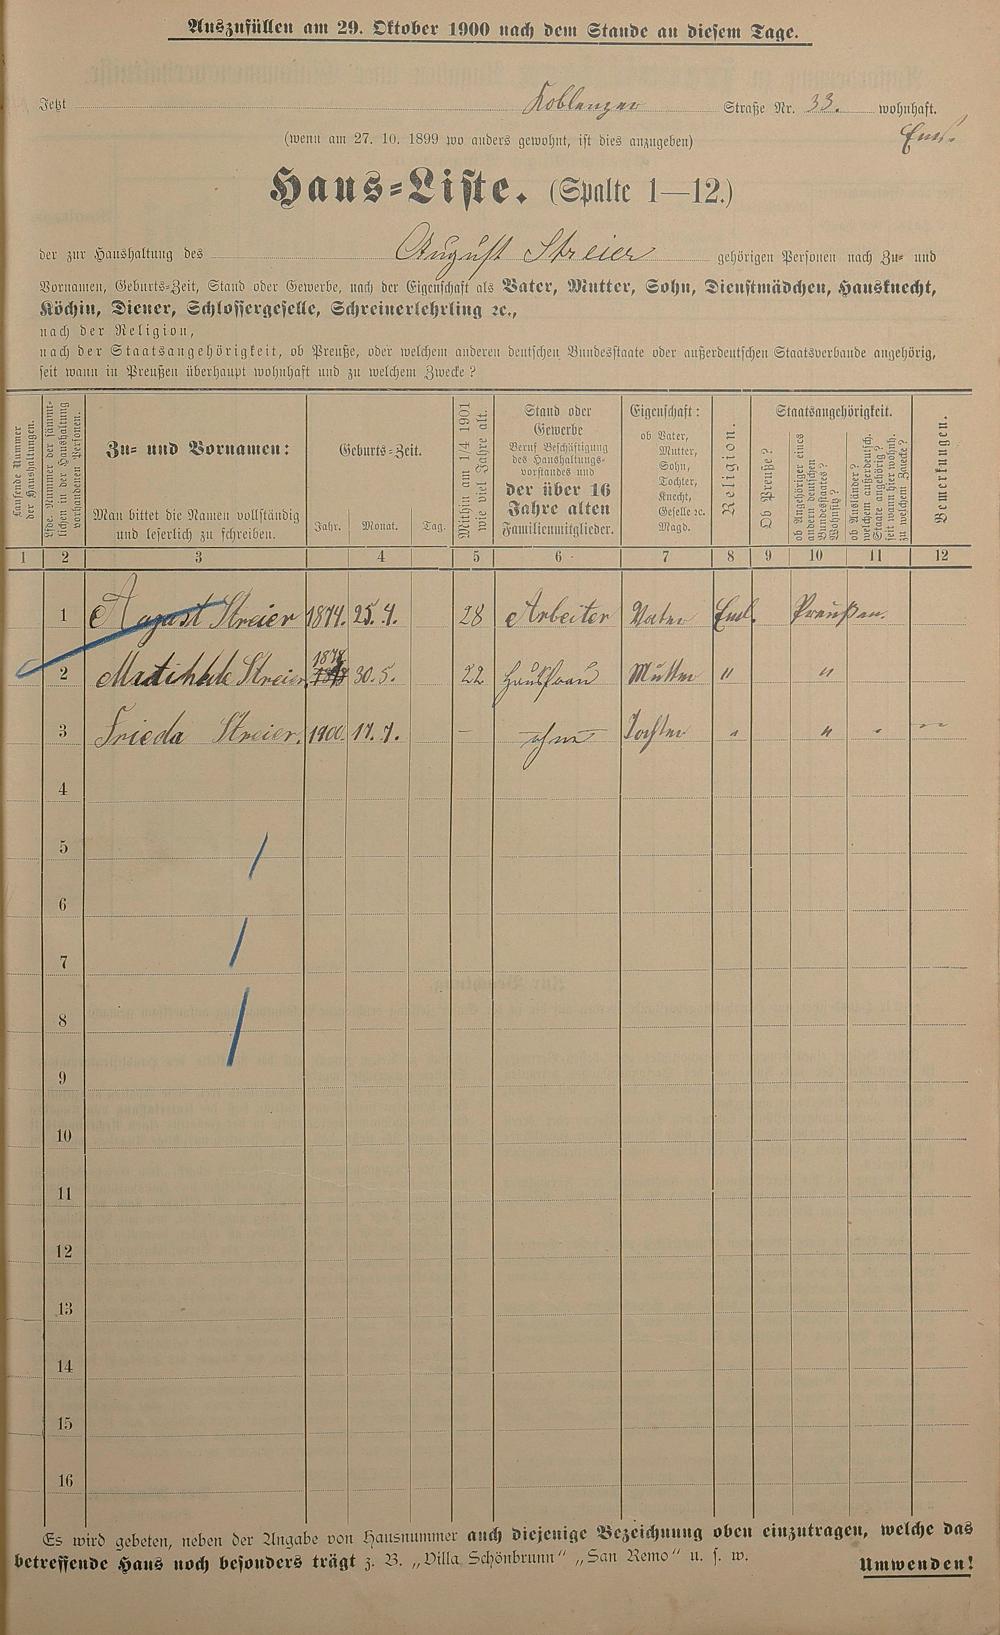 Auszufüllen am 29. Oktober 1900 nach dem Stande an diesem Tage.
Jetzt Koblenzer Straße Nr. 33. wohnhaft.
(wenn am 27. 10. 1899 wo anders gewohnt, ist dies anzugeben) Ems.
Haus-Liste. (Spalte 1—12.)
der zur Haushaltung des August Streier gehörigen Personen nach Zu- und
Vornamen, Geburts-Zeit, Stand oder Gewerbe, nach der Eigenschaft als Vater, Mutter, Sohn, Dienstmädchen, Hausknecht,
Köchin, Diener, Schlossergeselle, Schreinerlehrling ꝛc.,
nach der Religion,
nach der Staatsangehörigkeit, ob Preuße, oder welchem anderen deutschen Bundesstaate oder außerdeutschen Staatsverbande angehörig,
seit wann in Preußen überhaupt wohnhaft und zu welchem Zwecke?
Laufende Nummer
der Haushaltungen.
Lfde. Nummer der sämmt-
lichen in der Haushaltung
vorhandenen Personen.
Zu- und Vornamen:
Man bittet die Namen vollständig
und leserlich zu schreiben.
Geburts-Zeit.
Jahr. Monat. Tag.
Mithin am 1/4 1901
wie viel Jahre alt.
Stand oder
Gewerbe
Beruf Beschäftigung
des Haushaltungs-
vorstandes und
der über 16
Jahre alten
Familienmitglieder.
Eigenschaft:
ob Vater,
Mutter,
Sohn,
Tochter,
Knecht,
Geselle ꝛc.
Magd.
Religion.
Staatsangehörigkeit.
Ob Preuße?
ob Angehöriger eines
andern deutschen
Bundesstaates?
Wohnsitz?
ob Ausländer?
welchem außerdeutsch.
Staate angehörig?
seit wann hier wohnh.
zu welchem Zwecke?
Bemerkungen.
1 2 3 4 5 6 7 8 9 10 11 12
1 August Streier 1874. 25. 4. 28 Arbeiter Vater Evl. Preußen.
2 Matihlde Streier. 1878 30. 5. 22 Hausfrau Mutter " "
3 Frieda Streier. 1900. 17. 7. — ohne Tochter " " "
4
5
6
7
8
9
10
11
12
13
14
15
16
Es wird gebeten, neben der Angabe von Hausnummer auch diejenige Bezeichnung oben einzutragen, welche das
betreffende Haus noch besonders trägt z. B. „Villa Schönbrunn" „San Remo" u. s. w. Umwenden!